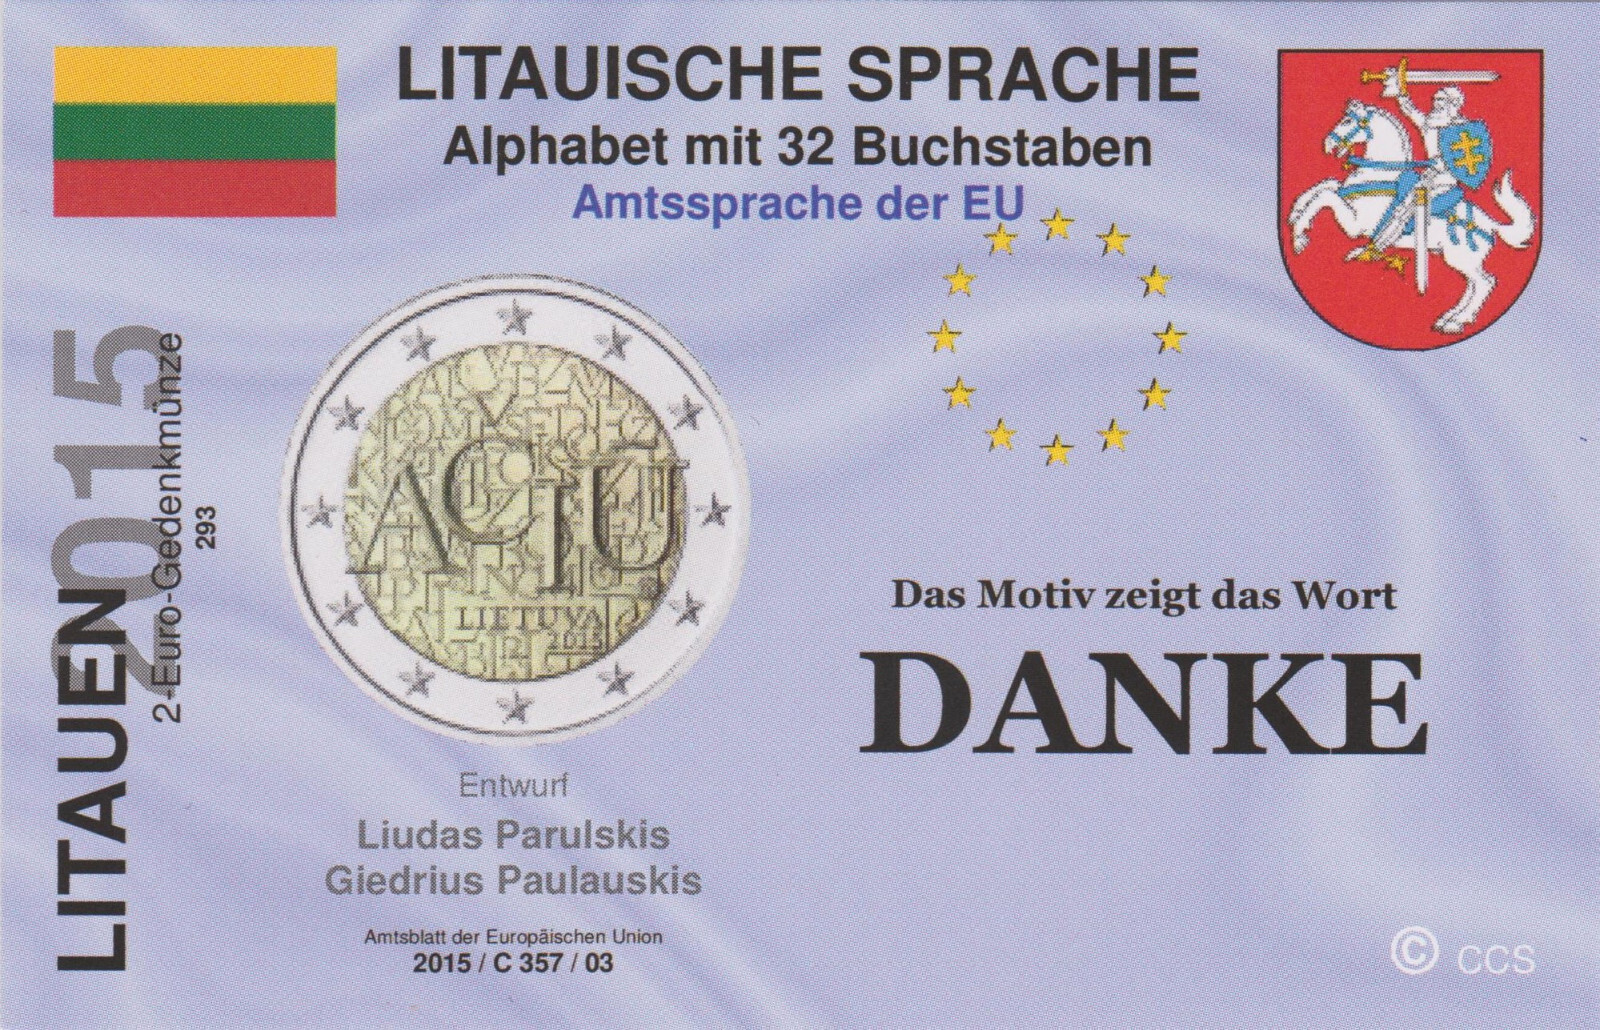 LITAUISCHE SPRACHE
Alphabet mit 32 Buchstaben
Amtssprache der EU
LITAUEN
2015
2-Euro-Gedenkmünze
293
AČIŪ
LIETUVA
2015
Das Motiv zeigt das Wort
DANKE
Entwurf
Liudas Parulskis
Giedrius Paulauskis
Amtsblatt der Europäischen Union
2015 / C 357 / 03
© CCS